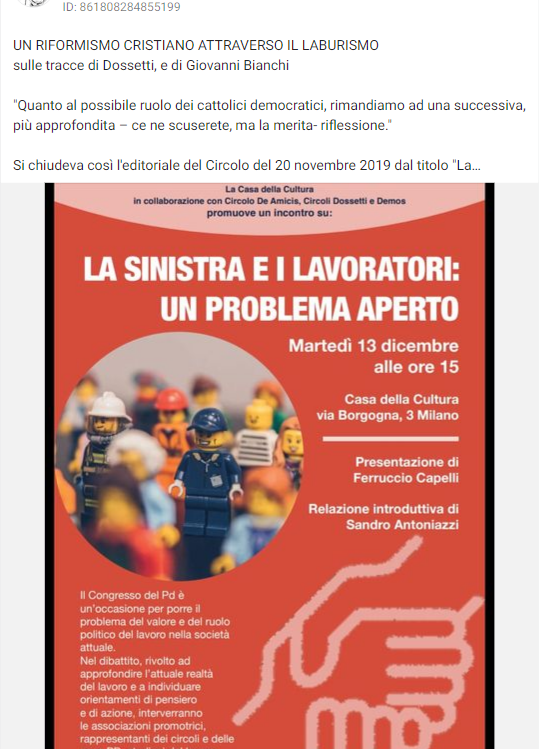 ID: 861808284855199
UN RIFORMISMO CRISTIANO ATTRAVERSO IL LABURISMO
sulle tracce di Dossetti, e di Giovanni Bianchi
"Quanto al possibile ruolo dei cattolici democratici, rimandiamo ad una successiva,
più approfondita – ce ne scuserete, ma la merita- riflessione."
Si chiudeva così l'editoriale del Circolo del 20 novembre 2019 dal titolo "La...
La Casa della Cultura
in collaborazione con Circolo De Amicis, Circoli Dossetti e Demos
promuove un incontro su:
LA SINISTRA E I LAVORATORI:
UN PROBLEMA APERTO
Martedì 13 dicembre
alle ore 15
Casa della Cultura
via Borgogna, 3 Milano
Presentazione di
Ferruccio Capelli
Relazione introduttiva di
Sandro Antoniazzi
Il Congresso del Pd è
un'occasione per porre il
problema del valore e del ruolo
politico del lavoro nella società
attuale.
Nel dibattito, rivolto ad
approfondire l'attuale realtà
del lavoro e a individuare
orientamenti di pensiero
e di azione, interverranno
le associazioni promotrici,
rappresentanti dei circoli e delle